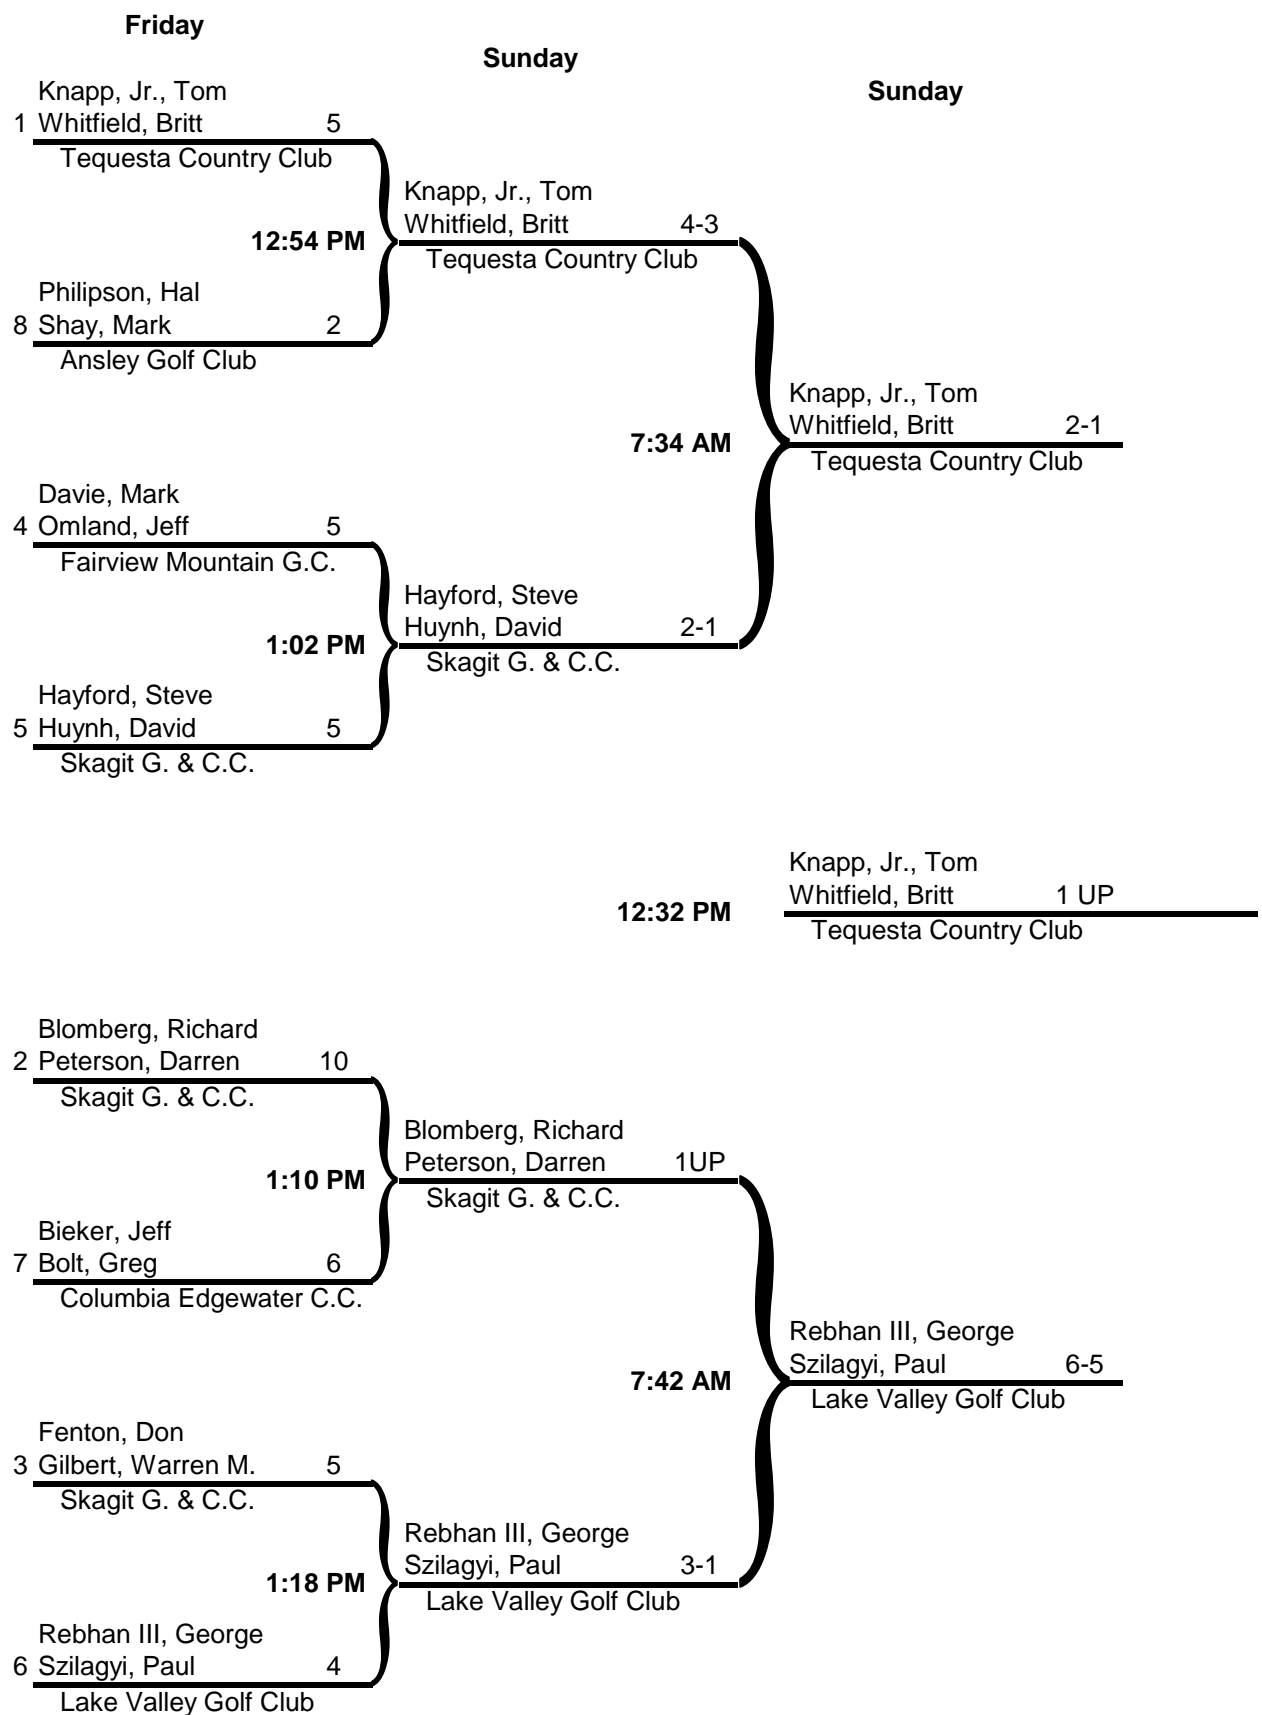 Friday
Sunday
Sunday
Knapp, Jr., Tom
1 Whitfield, Britt 5
Tequesta Country Club
Knapp, Jr., Tom
Whitfield, Britt 4-3
12:54 PM
Tequesta Country Club
Philipson, Hal
8 Shay, Mark 2
Ansley Golf Club
Knapp, Jr., Tom
Whitfield, Britt 2-1
7:34 AM
Tequesta Country Club
Davie, Mark
4 Omland, Jeff 5
Fairview Mountain G.C.
Hayford, Steve
Huynh, David 2-1
1:02 PM
Skagit G. & C.C.
Hayford, Steve
5 Huynh, David 5
Skagit G. & C.C.
Knapp, Jr., Tom
Whitfield, Britt 1 UP
12:32 PM
Tequesta Country Club
Blomberg, Richard
2 Peterson, Darren 10
Skagit G. & C.C.
Blomberg, Richard
Peterson, Darren 1UP
1:10 PM
Skagit G. & C.C.
Bieker, Jeff
7 Bolt, Greg 6
Columbia Edgewater C.C.
Rebhan III, George
Szilagyi, Paul 6-5
7:42 AM
Lake Valley Golf Club
Fenton, Don
3 Gilbert, Warren M. 5
Skagit G. & C.C.
Rebhan III, George
Szilagyi, Paul 3-1
1:18 PM
Lake Valley Golf Club
Rebhan III, George
6 Szilagyi, Paul 4
Lake Valley Golf Club